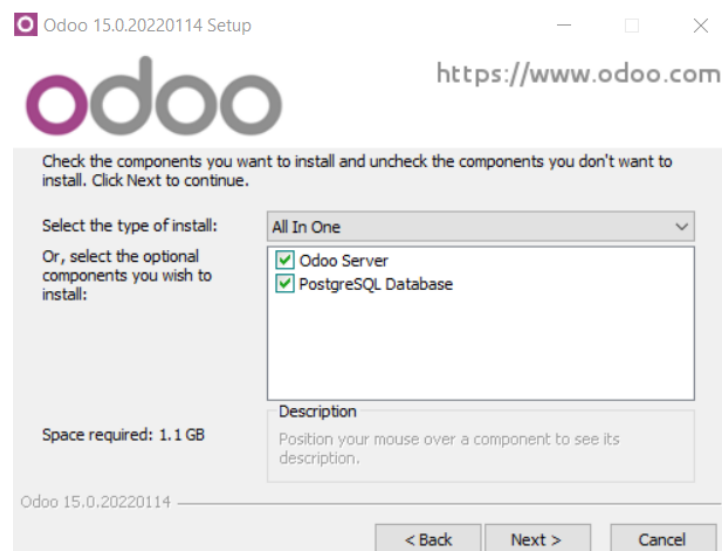 Odoo 15.0.20220114 Setup
odoo
https://www.odoo.com
Check the components you want to install and uncheck the components you don't want to
install. Click Next to continue.
Select the type of install:
All In One
Or, select the optional
components you wish to
install:
Odoo Server
PostgreSQL Database
Space required: 1.1 GB
Description
Position your mouse over a component to see its
description.
Odoo 15.0.20220114
< Back
Next >
Cancel